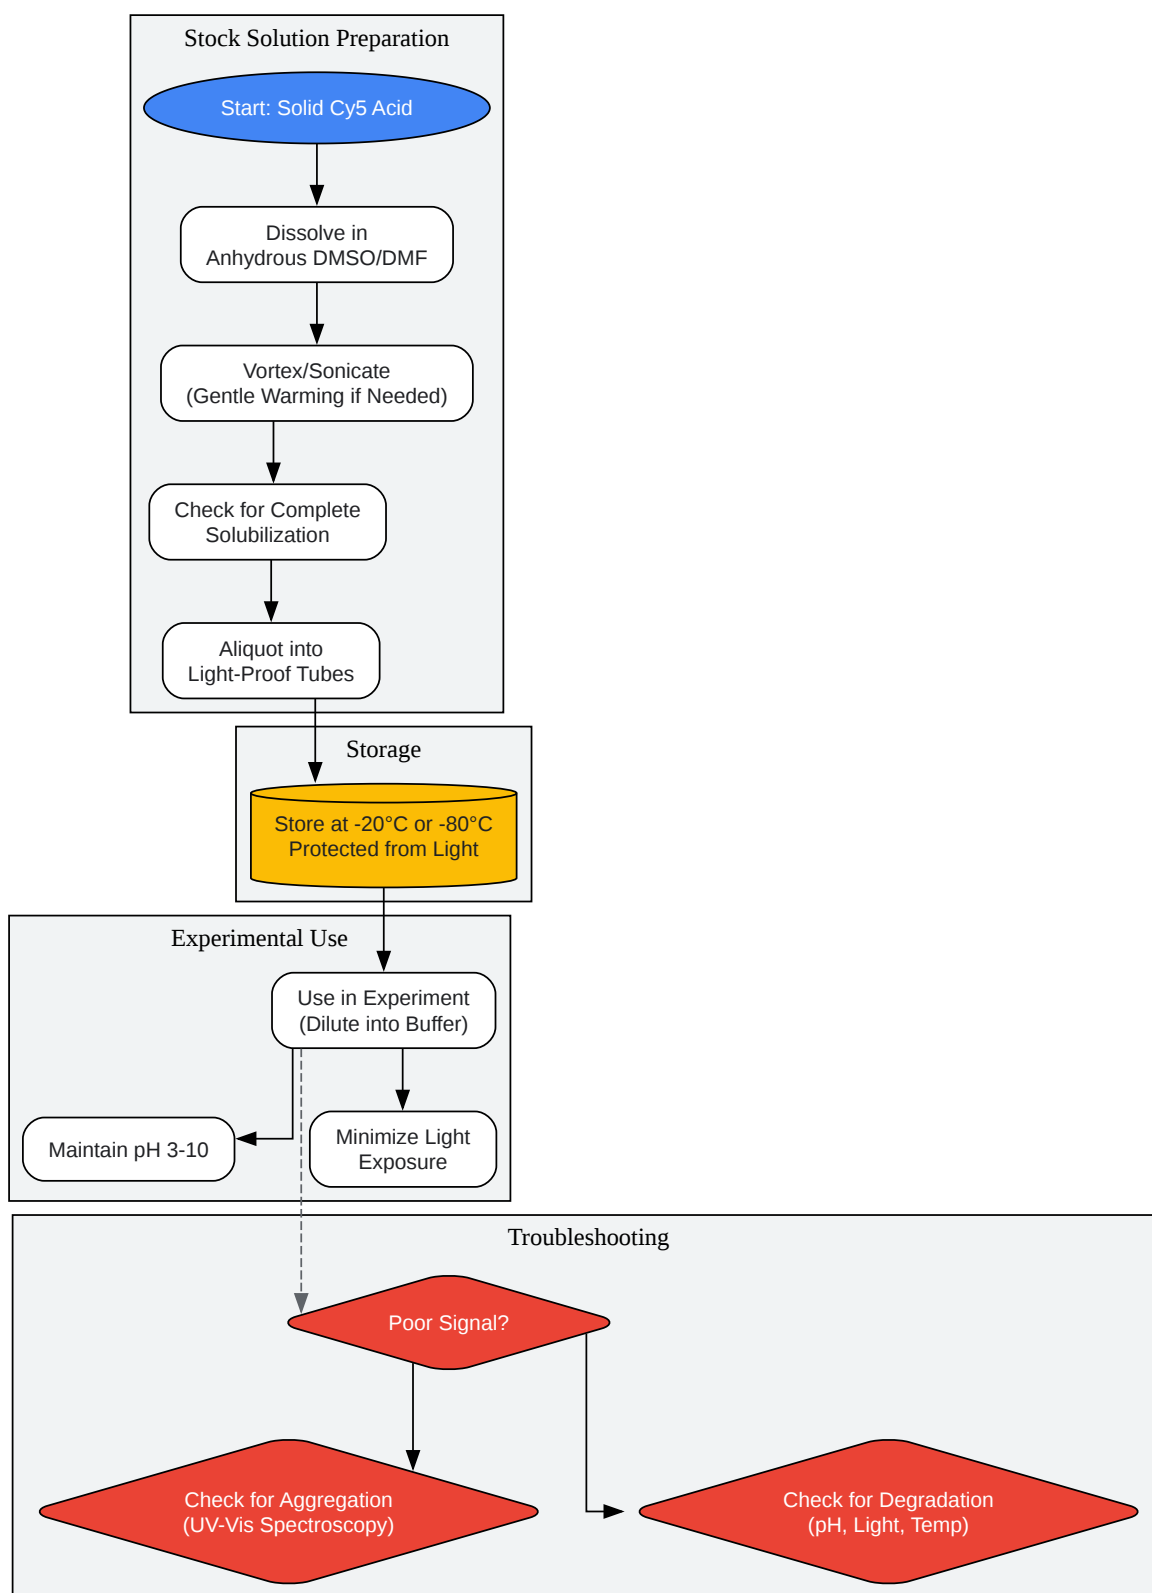 Stock Solution Preparation
Start: Solid Cy5 Acid
Dissolve in
Anhydrous DMSO/DMF
Vortex/Sonicate
(Gentle Warming if Needed)
Check for Complete
Solubilization
Aliquot into
Light-Proof Tubes
Storage
Store at -20°C or -80°C
Protected from Light
Experimental Use
Use in Experiment
(Dilute into Buffer)
Maintain pH 3-10
Minimize Light
Exposure
Troubleshooting
Poor Signal?
Check for Aggregation
(UV-Vis Spectroscopy)
Check for Degradation
(pH, Light, Temp)